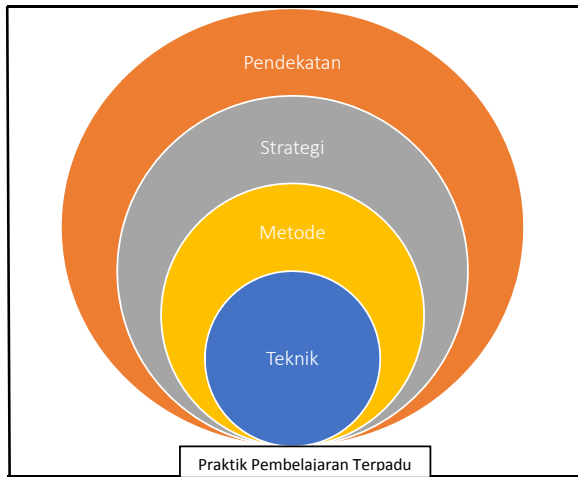 Pendekatan
Strategi
Metode
Teknik
Praktik Pembelajaran Terpadu